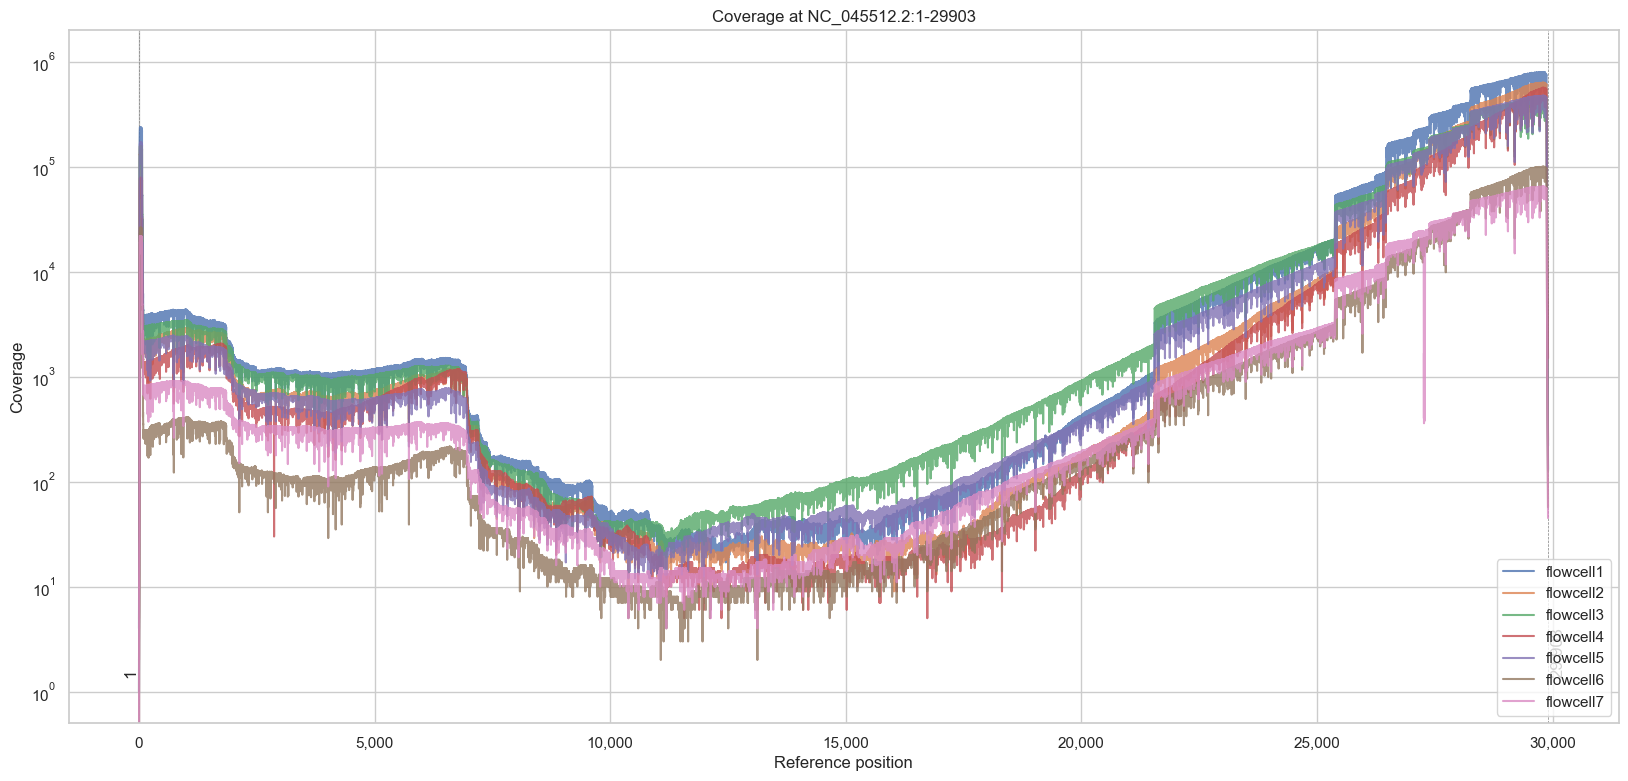 Coverage at NC_045512.2:1-29903
10⁶
10⁵
10⁴
10³
10²
10¹
10⁰
Coverage
1
flowcell1
flowcell2
flowcell3
flowcell4
flowcell5
flowcell6
flowcell7
0
5,000
10,000
15,000
20,000
25,000
30,000
Reference position